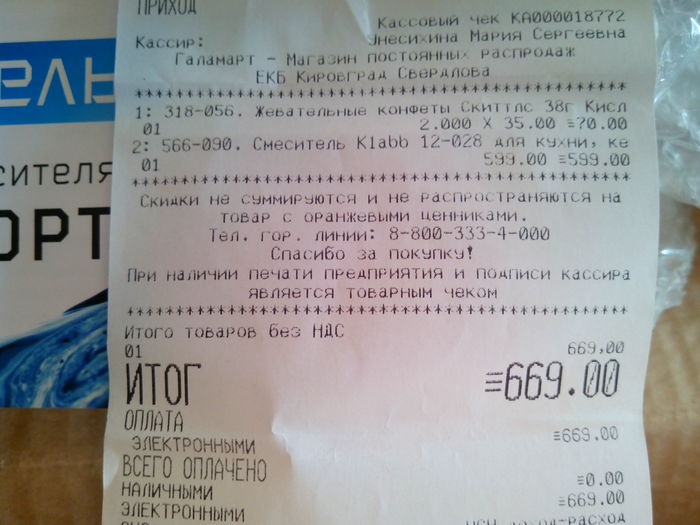 ПРИХОД
Кассовый чек КА000018772
Кассир: Унесихина Мария Сергеевна
Галамарт - Магазин постоянных распродаж
ЕКБ Кировград Свердлова
****************************************
1: 318-056. Жевательные конфеты Скиттлс 38г Кисл
01 2.000 X 35.00 ≡70.00
2: 566-090. Смеситель Klabb 12-028 для кухни, ке
01 599.00 ≡599.00
****************************************
Скидки не суммируются и не распространяются на
товар с оранжевыми ценниками.
Тел. гор. линии: 8-800-333-4-000
Спасибо за покупку!
При наличии печати предприятия и подписи кассира
является товарным чеком
****************************************
Итого товаров без НДС
01 669,00
ИТОГ ≡669.00
ОПЛАТА
ЭЛЕКТРОННЫМИ ≡669.00
ВСЕГО ОПЛАЧЕНО
НАЛИЧНЫМИ ≡0.00
ЭЛЕКТРОННЫМИ ≡669.00
ель
сителя
ОРТ